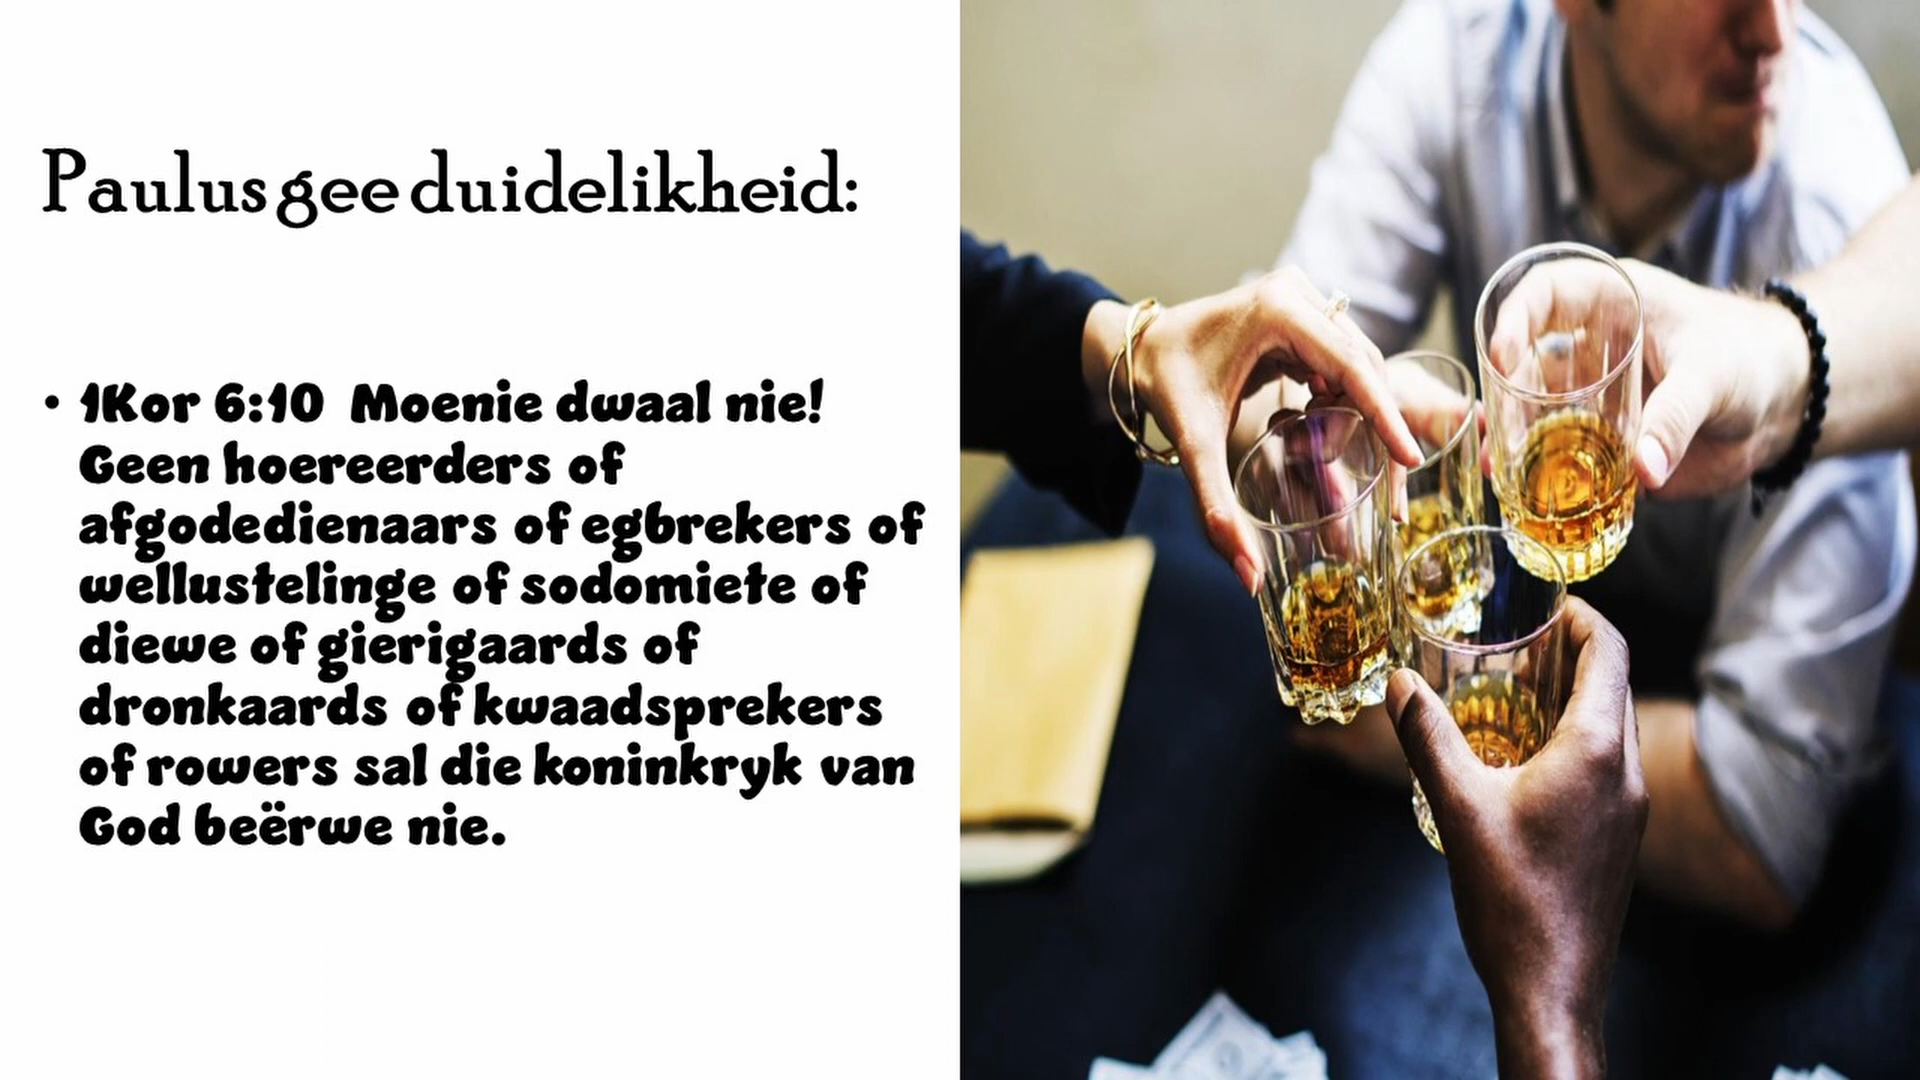 Paulus gee duidelikheid:
• 1Kor 6:10  Moenie dwaal nie!
Geen hoereerders of
afgodedienaars of egbrekers of
wellustelinge of sodomiete of
diewe of gierigaards of
dronkaards of kwaadsprekers
of rowers sal die koninkryk van
God beërwe nie.